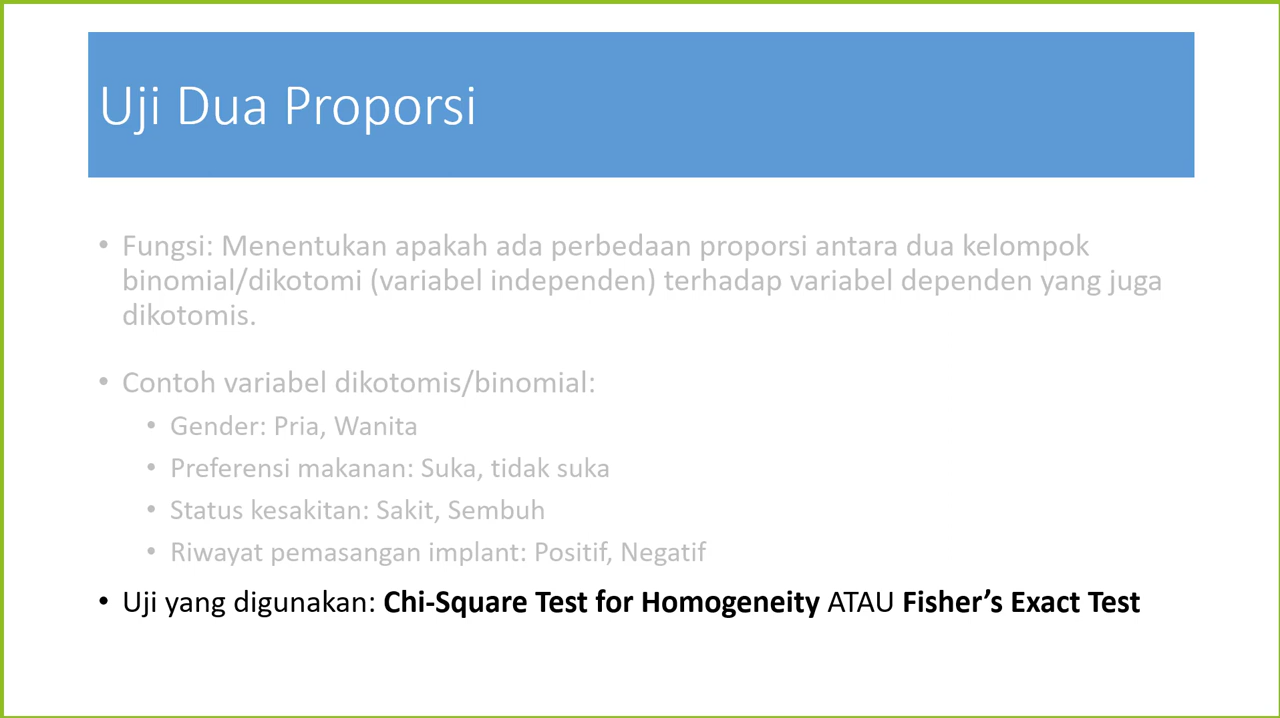 Uji Dua Proporsi
• Fungsi: Menentukan apakah ada perbedaan proporsi antara dua kelompok
binomial/dikotomi (variabel independen) terhadap variabel dependen yang juga
dikotomis.
• Contoh variabel dikotomis/binomial:
• Gender: Pria, Wanita
• Preferensi makanan: Suka, tidak suka
• Status kesakitan: Sakit, Sembuh
• Riwayat pemasangan implant: Positif, Negatif
• Uji yang digunakan: Chi-Square Test for Homogeneity ATAU Fisher’s Exact Test